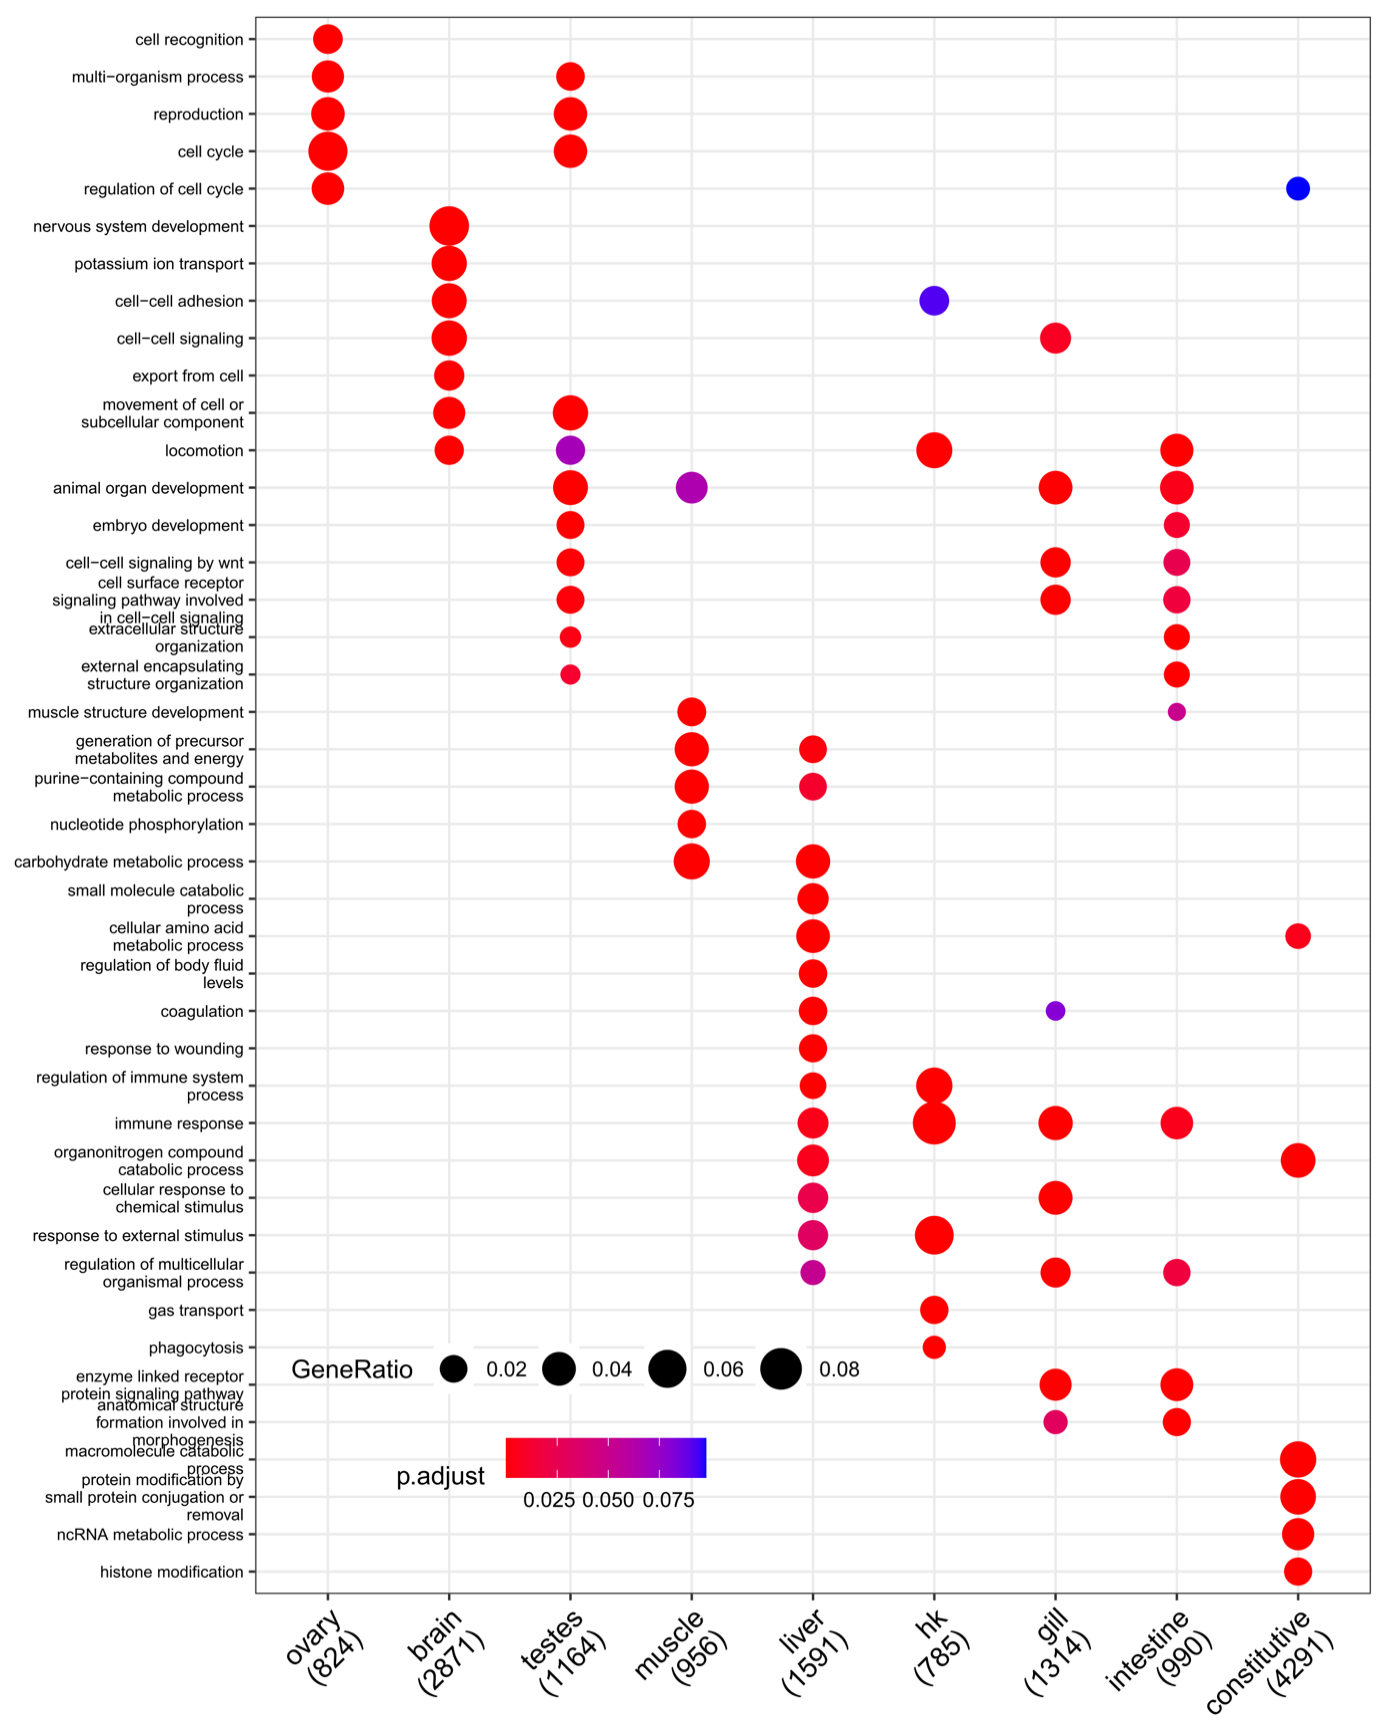 cell recognition
multi−organism process
reproduction
cell cycle
regulation of cell cycle
nervous system development
potassium ion transport
cell−cell adhesion
cell−cell signaling
export from cell
movement of cell or
subcellular component
locomotion
animal organ development
embryo development
cell−cell signaling by wnt
cell surface receptor
signaling pathway involved
in cell−cell signaling
extracellular structure
organization
external encapsulating
structure organization
muscle structure development
generation of precursor
metabolites and energy
purine−containing compound
metabolic process
nucleotide phosphorylation
carbohydrate metabolic process
small molecule catabolic
process
cellular amino acid
metabolic process
regulation of body fluid
levels
coagulation
response to wounding
regulation of immune system
process
immune response
organonitrogen compound
catabolic process
cellular response to
chemical stimulus
response to external stimulus
regulation of multicellular
organismal process
gas transport
phagocytosis
enzyme linked receptor
protein signaling pathway
anatomical structure
formation involved in
morphogenesis
macromolecule catabolic
process
protein modification by
small protein conjugation or
removal
ncRNA metabolic process
histone modification
GeneRatio 0.02 0.04 0.06 0.08
p.adjust
0.025 0.050 0.075
ovary
(824)
brain
(2871)
testes
(1164)
muscle
(956)
liver
(1591)
hk
(785)
gill
(1314)
intestine
(990)
constitutive
(4291)